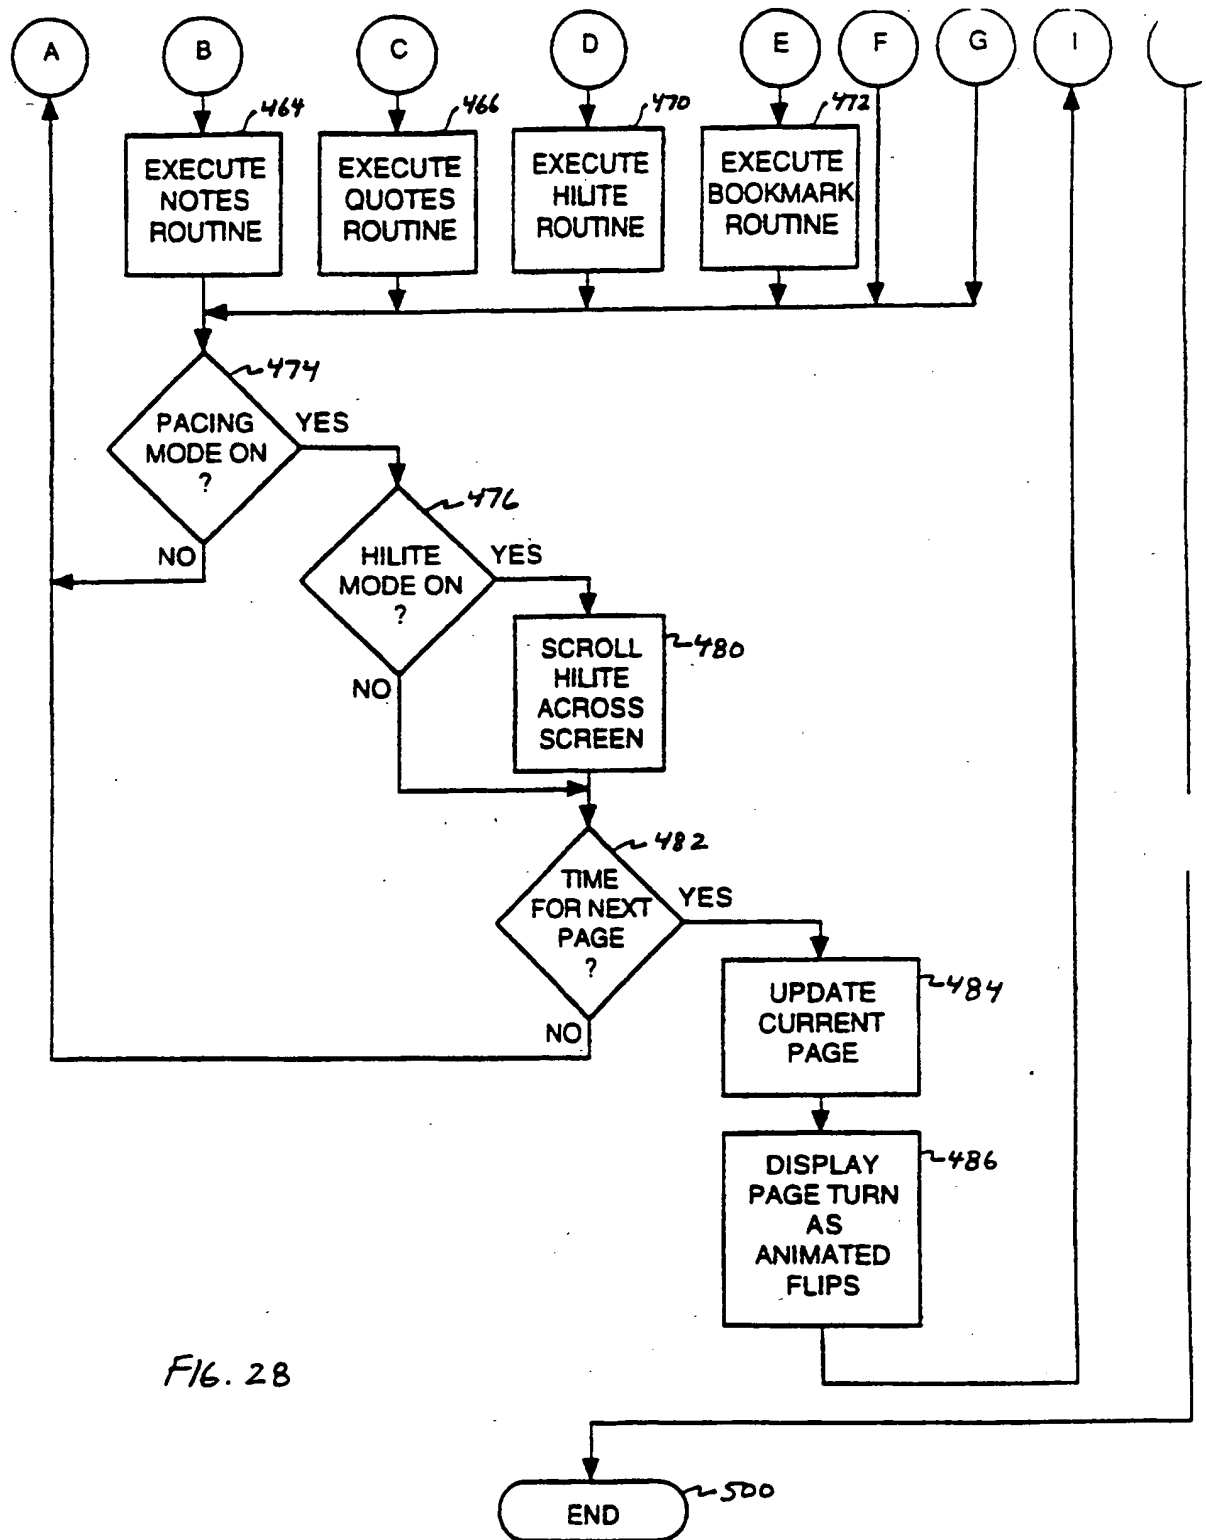 A B C D E F G I
464 466 470 472
EXECUTE
NOTES
ROUTINE
EXECUTE
QUOTES
ROUTINE
EXECUTE
HILITE
ROUTINE
EXECUTE
BOOKMARK
ROUTINE
474
PACING
MODE ON
?
YES
NO
476
HILITE
MODE ON
?
YES
NO
480
SCROLL
HILITE
ACROSS
SCREEN
482
TIME
FOR NEXT
PAGE
?
YES
NO
484
UPDATE
CURRENT
PAGE
486
DISPLAY
PAGE TURN
AS
ANIMATED
FLIPS
FIG. 28
500
END